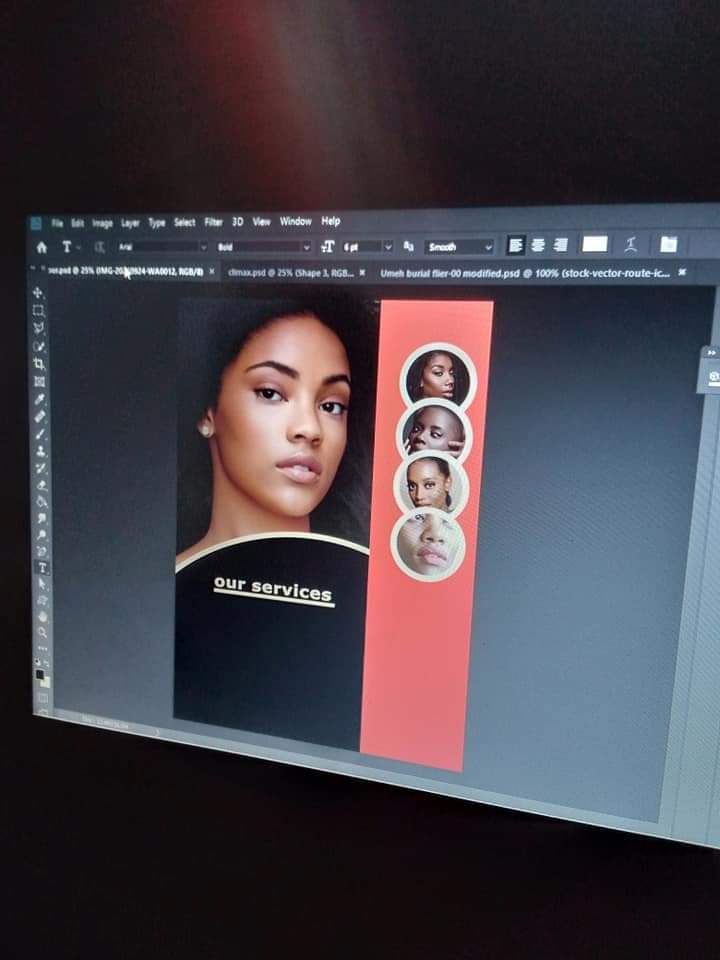 File Edit Image Layer Type Select Filter 3D View Window Help
T Arial Bold 6 pt Smooth
climax.psd @ 25% (Shape 3, RGB... × Umeh burial flier-00 modified.psd @ 100% (stock-vector-route-ic... ×
our services